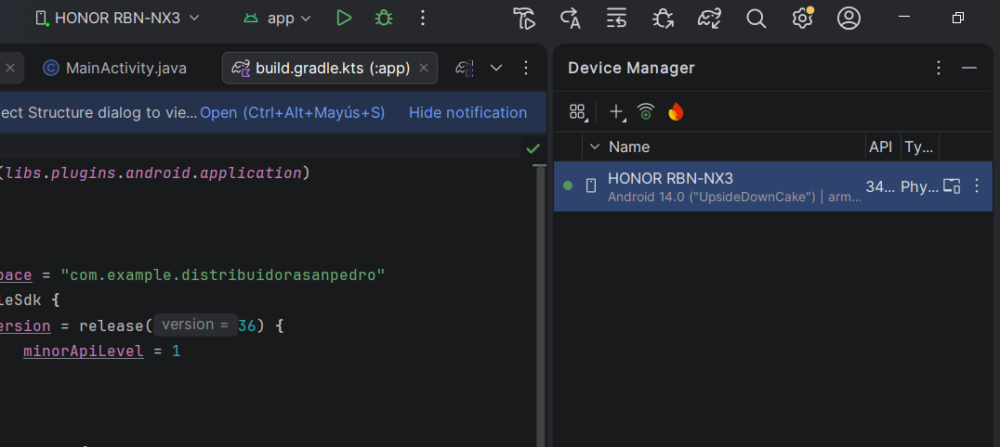 HONOR RBN-NX3
app
MainActivity.java
build.gradle.kts (:app)
Device Manager
ect Structure dialog to vie... Open (Ctrl+Alt+Mayús+S) Hide notification
Name API Ty...
(libs.plugins.android.application)
HONOR RBN-NX3
Android 14.0 ("UpsideDownCake") | arm...
34... Phy...
pace = "com.example.distribuidorasanpedro"
leSdk {
ersion = release( version = 36) {
minorApiLevel = 1